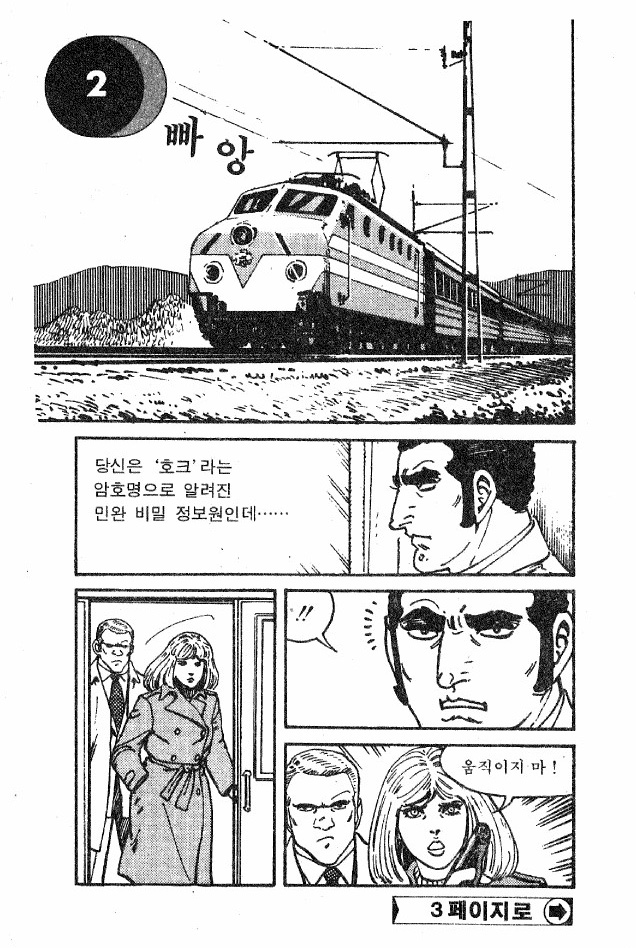 2
빠앙
당신은 '호크'라는
암호명으로 알려진
민완 비밀 정보원인데……
!!
움직이지 마!
3페이지로